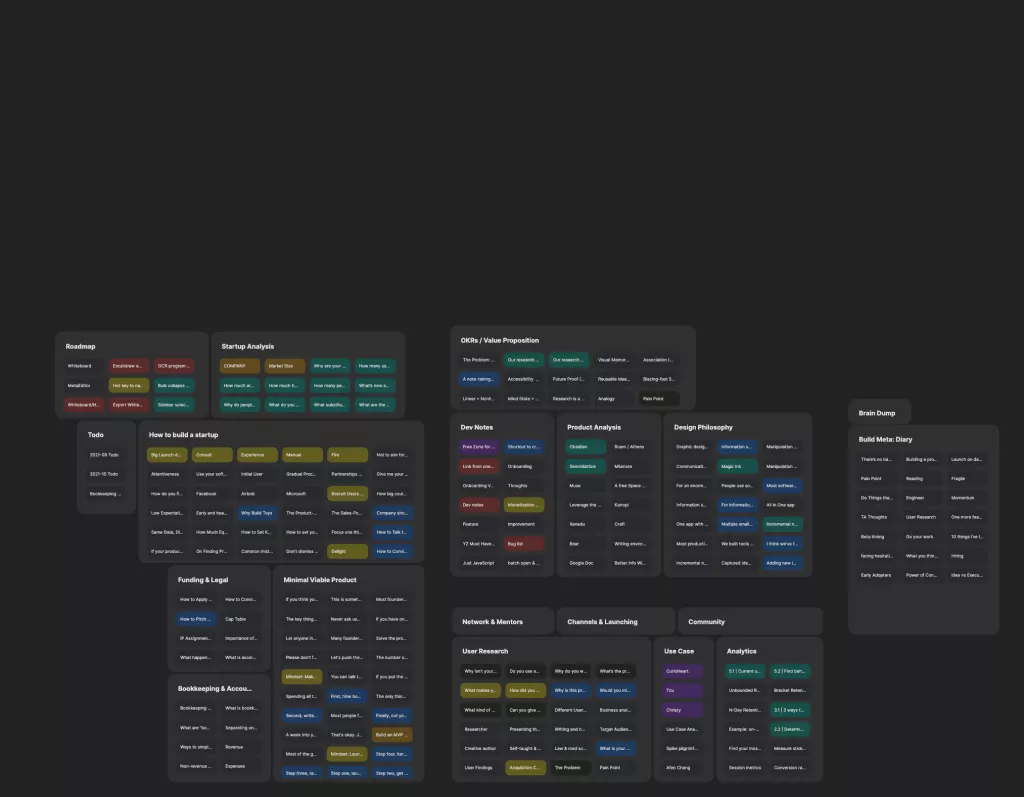 Roadmap
Whiteboard
Excalidraw a...
OCR program ...
MetaEditor
Hot key to na...
Bulk collapse ...
Whiteboard/H...
Export White...
Sidebar selec...
Startup Analysis
COMPANY
Market Size
Who are your ...
How many us...
How much ar...
How much ti...
How many pe...
What's new s...
Why do peopl...
What do you ...
What substitu...
What are the ...
Todo
2021-09 Todo
2021-10 Todo
Bookkeeping ...
How to build a startup
Big Launch d...
Consult
Experience
Manual
Fire
Not to aim for...
Attentiveness
Use your soft...
Initial User
Gradual Proc...
Partnerships ...
Give me your ...
How do you fi...
Facebook
Airbnb
Microsoft
Recruit Users ...
How big coul...
Low Expectati...
Early and fea...
Why Build Toys
The Product-...
The Sales-Fo...
Company sho...
Same Data, Di...
How Much Eq...
How to Set K...
How to set yo...
Focus one thi...
How to Talk t...
If your produc...
On Finding Pr...
Common mist...
Don't dismiss ...
Delight
How to Convi...
Funding & Legal
How to Apply ...
How to Convi...
How to Pitch ...
Cap Table
IP Assignmen...
Importance of...
What happen...
What is accr...
Bookkeeping & Accou...
Bookkeeping ...
What is bookk...
What are "oo...
Separating on...
Ways to simpl...
Revenue
Non-revenue ...
Expenses
Minimal Viable Product
If you think yo...
This is somet...
Most founder...
The key thing...
Never ask us...
If you have on...
Let anyone in...
Many founder...
Solve the pro...
Please don't f...
Let's push the...
The number o...
Mindset: Mak...
You can talk t...
If you put the ...
Spending all t...
First, time bo...
The only thin...
Second, write...
Most people f...
Finally, cut yo...
A week into y...
That's okay. J...
Build an MVP ...
Most of the g...
Mindset: Laun...
Step four, iter...
Step three, ta...
Step one, lau...
Step two, get ...
OKRs / Value Proposition
The Problem: ...
Our research ...
Our research ...
Visual Memor...
Association l...
A note-taking...
Accessibility ...
Future Proof (...
Reusable Idea...
Blazing-fast S...
Linear + Nonli...
Mind State = ...
Research is a ...
Analogy
Pain Point
Dev Notes
Free Zone for ...
Shortcut to cr...
Link from one...
Onboarding
Onboarding V...
Thoughts
Dev notes
Monetization ...
Feature
Improvement
YZ Must Have...
Bug list
Just JavaScript
batch open & ...
Product Analysis
Obsidian
Roam / Athens
Semnilattice
Milanote
Muse
A free Space ...
Leverage the ...
Kanopi
Xanadu
Craft
Bear
Writing enviro...
Google Doc
Better Info Wi...
Design Philosophy
Graphic desig...
Information s...
Manipulation ...
Communicati...
Magic Ink
Manipulation ...
For an enorm...
People use so...
Most softwar...
Information s...
For Informatio...
All in One app
One app with ...
Multiple small...
Incremental n...
Most producti...
We built tools ...
I think we've f...
Incremental n...
Captured ide...
Adding new i...
Network & Mentors
Channels & Launching
Community
User Research
Why isn't your...
Do you use a...
Why do you w...
What's the pr...
What makes y...
How did you ...
Why is this pr...
Would you mi...
What kind of ...
Can you give ...
Different User...
Business anal...
Researcher
Presenting th...
Writing and n...
Target Audien...
Creative author
Self-taught & ...
Law & med sc...
What is your ...
User Findings
Acquisition C...
The Problem
Pain Point
Use Case
GuildHeart
Tizu
Chrissy
Use Case Ana...
Spike pilgrimt...
Allen Chang
Analytics
5.1 | Current s...
5.2 | Find ban...
Unbounded R...
Bracket Reten...
N-Day Retenti...
3.1 | 3 ways t...
Example: on-...
2.2 | Determin...
Find your mos...
Measure stick...
Session metrics
Conversion ra...
Brain Dump
Build Meta: Diary
There's no ba...
Building a pro...
Launch on da...
Pain Point
Reading
Fragile
Do Things tha...
Engineer
Momentum
TA Thoughts
User Research
One more fea...
Beta timing
Do your work
10 things I've l...
facing hesitati...
What you thin...
Hiring
Early Adopters
Power of Con...
Idea vs Execu...